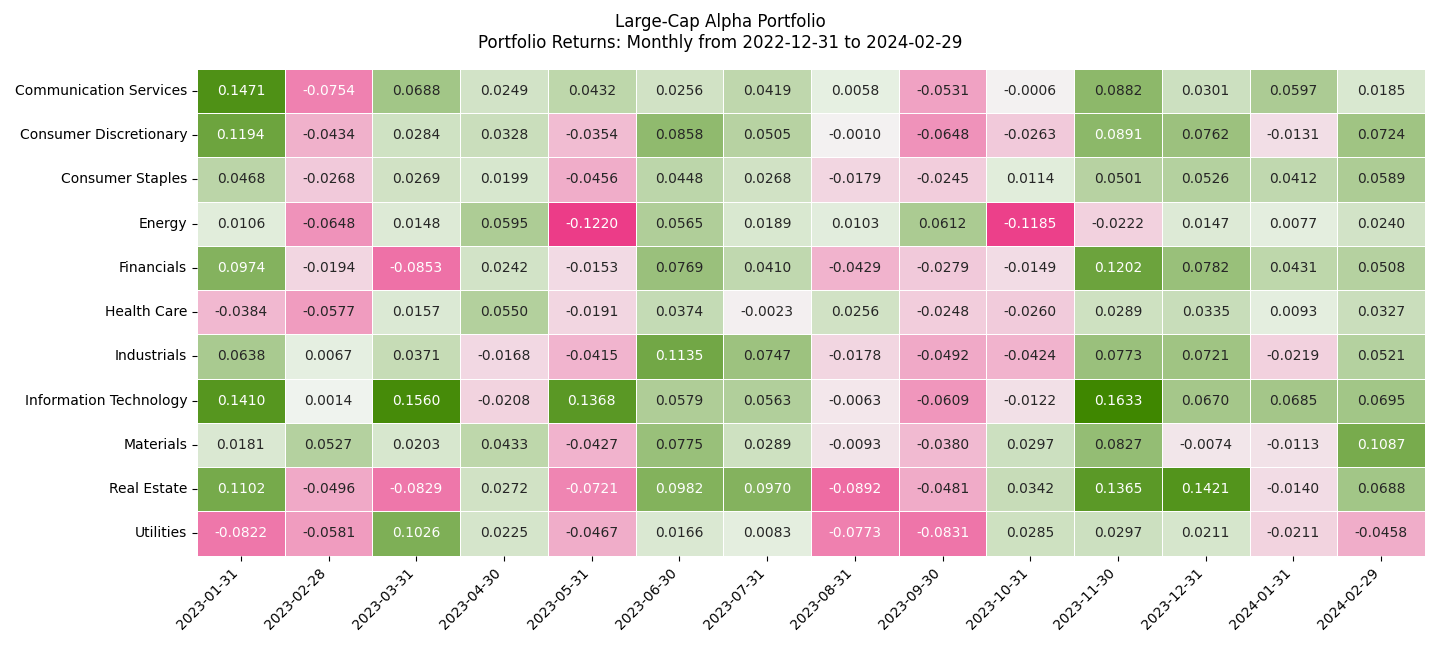 Large-Cap Alpha Portfolio
Portfolio Returns: Monthly from 2022-12-31 to 2024-02-29
Communication Services 0.1471 -0.0754 0.0688 0.0249 0.0432 0.0256 0.0419 0.0058 -0.0531 -0.0006 0.0882 0.0301 0.0597 0.0185
Consumer Discretionary 0.1194 -0.0434 0.0284 0.0328 -0.0354 0.0858 0.0505 -0.0010 -0.0648 -0.0263 0.0891 0.0762 -0.0131 0.0724
Consumer Staples 0.0468 -0.0268 0.0269 0.0199 -0.0456 0.0448 0.0268 -0.0179 -0.0245 0.0114 0.0501 0.0526 0.0412 0.0589
Energy 0.0106 -0.0648 0.0148 0.0595 -0.1220 0.0565 0.0189 0.0103 0.0612 -0.1185 -0.0222 0.0147 0.0077 0.0240
Financials 0.0974 -0.0194 -0.0853 0.0242 -0.0153 0.0769 0.0410 -0.0429 -0.0279 -0.0149 0.1202 0.0782 0.0431 0.0508
Health Care -0.0384 -0.0577 0.0157 0.0550 -0.0191 0.0374 -0.0023 0.0256 -0.0248 -0.0260 0.0289 0.0335 0.0093 0.0327
Industrials 0.0638 0.0067 0.0371 -0.0168 -0.0415 0.1135 0.0747 -0.0178 -0.0492 -0.0424 0.0773 0.0721 -0.0219 0.0521
Information Technology 0.1410 0.0014 0.1560 -0.0208 0.1368 0.0579 0.0563 -0.0063 -0.0609 -0.0122 0.1633 0.0670 0.0685 0.0695
Materials 0.0181 0.0527 0.0203 0.0433 -0.0427 0.0775 0.0289 -0.0093 -0.0380 0.0297 0.0827 -0.0074 -0.0113 0.1087
Real Estate 0.1102 -0.0496 -0.0829 0.0272 -0.0721 0.0982 0.0970 -0.0892 -0.0481 0.0342 0.1365 0.1421 -0.0140 0.0688
Utilities -0.0822 -0.0581 0.1026 0.0225 -0.0467 0.0166 0.0083 -0.0773 -0.0831 0.0285 0.0297 0.0211 -0.0211 -0.0458
2023-01-31 2023-02-28 2023-03-31 2023-04-30 2023-05-31 2023-06-30 2023-07-31 2023-08-31 2023-09-30 2023-10-31 2023-11-30 2023-12-31 2024-01-31 2024-02-29